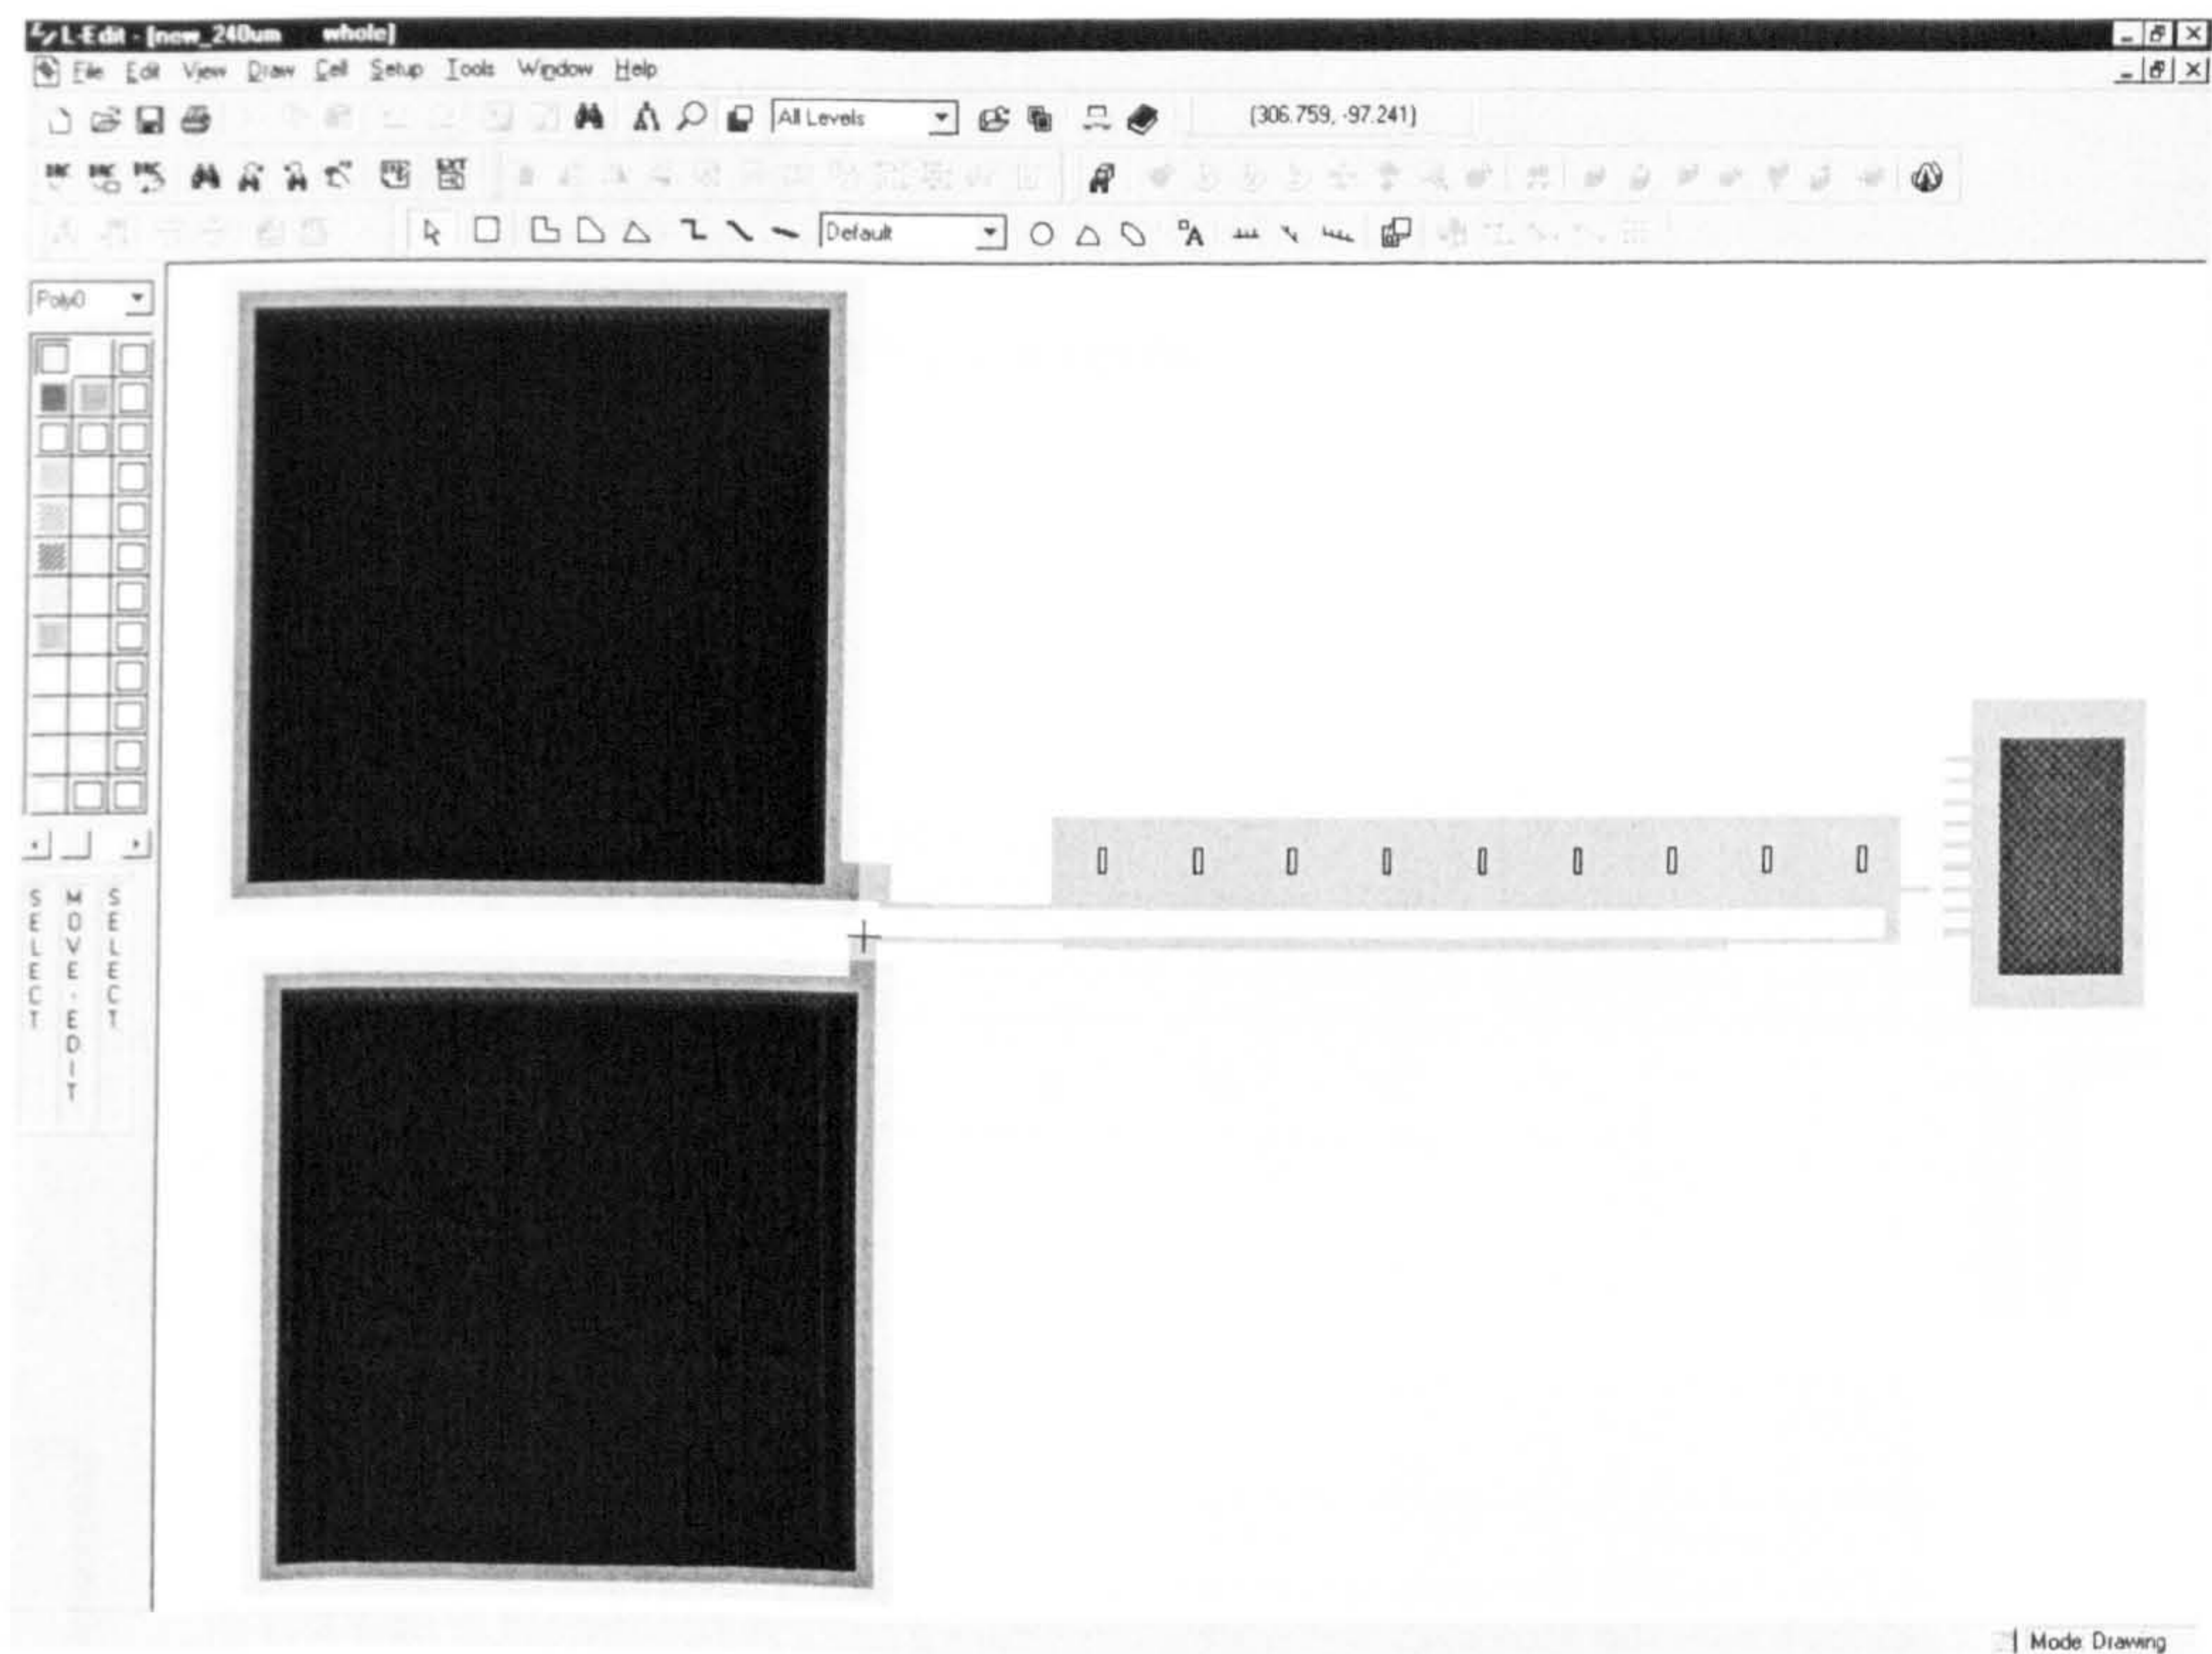 L-Edit - [new_240um whole]
File Edit View Draw Cell Setup Tools Window Help
All Levels
(306.759, -97.241)
EXT
Default
A
Poly0
SELECT
MOVE-EDIT
SELECT
Mode: Drawing